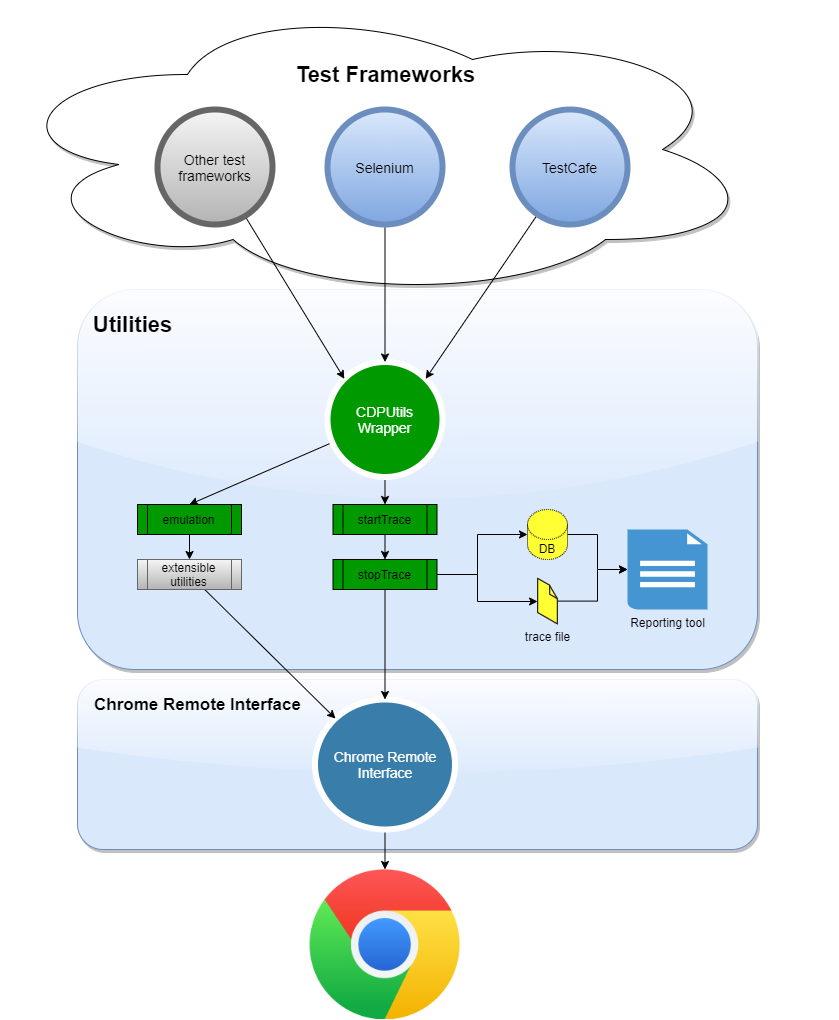 Test Frameworks
Other test
frameworks
Selenium
TestCafe
Utilities
CDPUtils
Wrapper
emulation
startTrace
extensible
utilities
stopTrace
DB
trace file
Reporting tool
Chrome Remote Interface
Chrome Remote
Interface